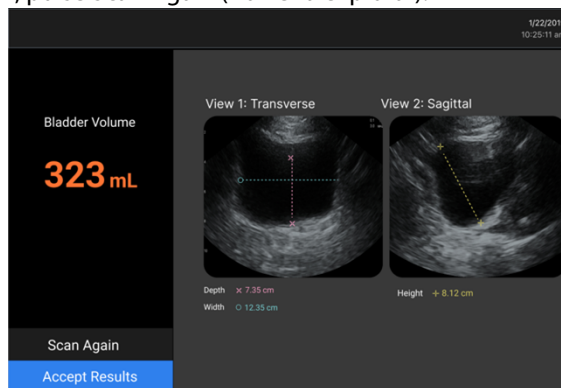 1/22/201
10:25:11 am
View 1: Transverse
View 2: Sagittal
Bladder Volume
323 mL
Depth × 7.35 cm
Width ○ 12.35 cm
Height + 8.12 cm
Scan Again
Accept Results